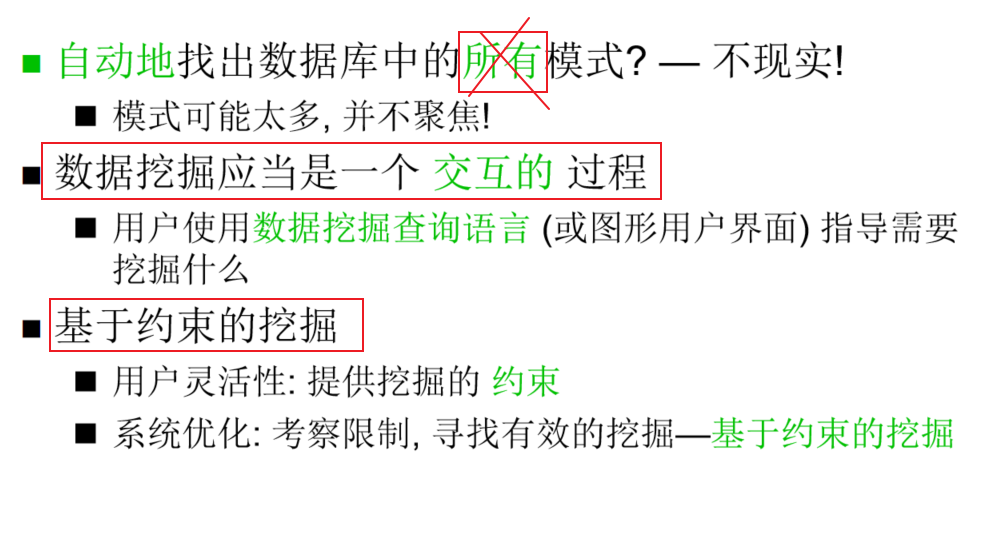 自动地找出数据库中的所有模式? — 不现实!
模式可能太多, 并不聚焦!
数据挖掘应当是一个 交互的 过程
用户使用数据挖掘查询语言 (或图形用户界面) 指导需要
挖掘什么
基于约束的挖掘
用户灵活性: 提供挖掘的 约束
系统优化: 考察限制, 寻找有效的挖掘—基于约束的挖掘